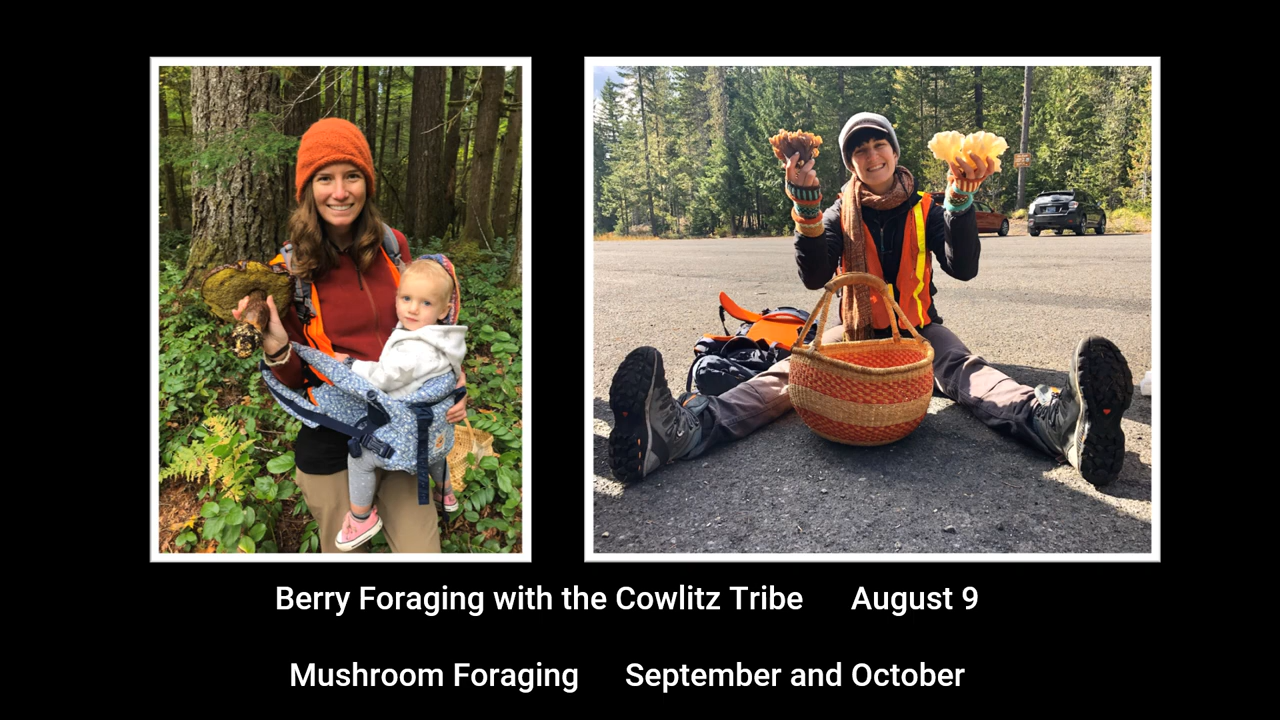 Berry Foraging with the Cowlitz Tribe August 9
Mushroom Foraging September and October